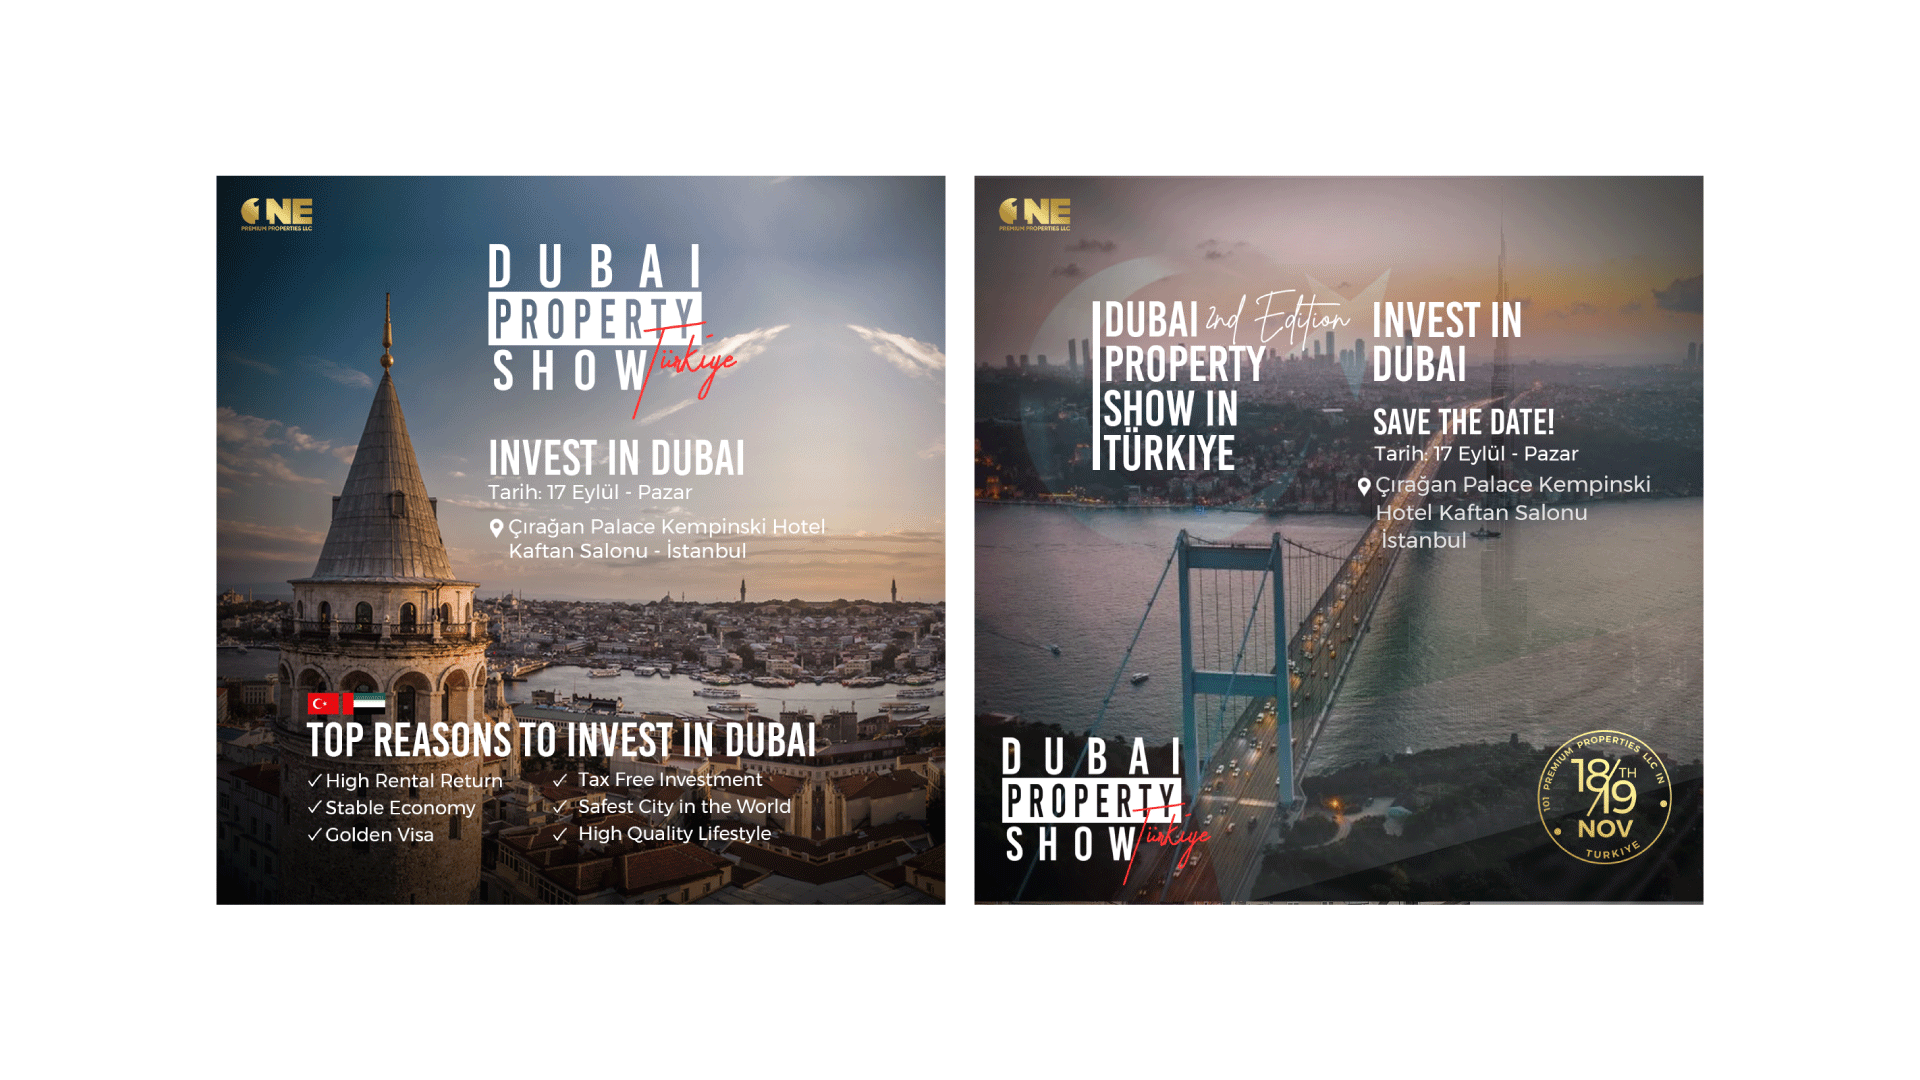 1NE
PREMIUM PROPERTIES LLC
DUBAI
PROPERTY
SHOW
Türkiye
INVEST IN DUBAI
Tarih: 17 Eylül - Pazar
Çırağan Palace Kempinski Hotel
Kaftan Salonu - İstanbul
TOP REASONS TO INVEST IN DUBAI
High Rental Return
Stable Economy
Golden Visa
Tax Free Investment
Safest City in the World
High Quality Lifestyle
1NE
PREMIUM PROPERTIES LLC
DUBAI 2nd Edition
PROPERTY
SHOW IN
TÜRKIYE
INVEST IN
DUBAI
SAVE THE DATE!
Tarih: 17 Eylül - Pazar
Çırağan Palace Kempinski
Hotel Kaftan Salonu
İstanbul
DUBAI
PROPERTY
SHOW
Türkiye
101 PREMIUM PROPERTIES LLC IN
18/19TH
NOV
TURKIYE